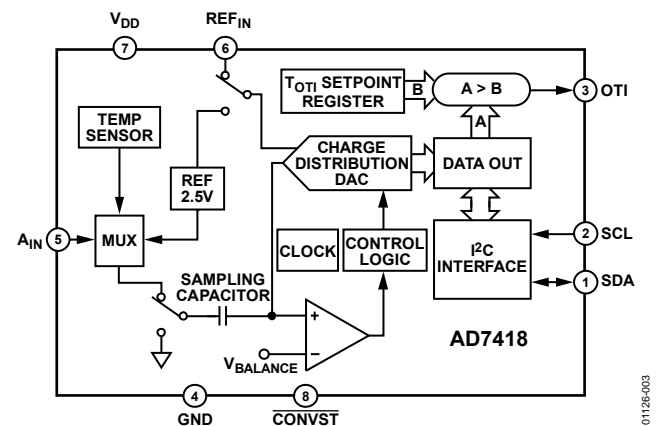 VDD
REFIN
7
6
TOTI SETPOINT
REGISTER
B
A > B
3
OTI
A
TEMP
SENSOR
CHARGE
DISTRIBUTION
DAC
DATA OUT
REF
2.5V
AIN
5
MUX
CLOCK
CONTROL
LOGIC
I2C
INTERFACE
2
SCL
1
SDA
SAMPLING
CAPACITOR
+
−
VBALANCE
AD7418
4
8
GND
CONVST
01126-003